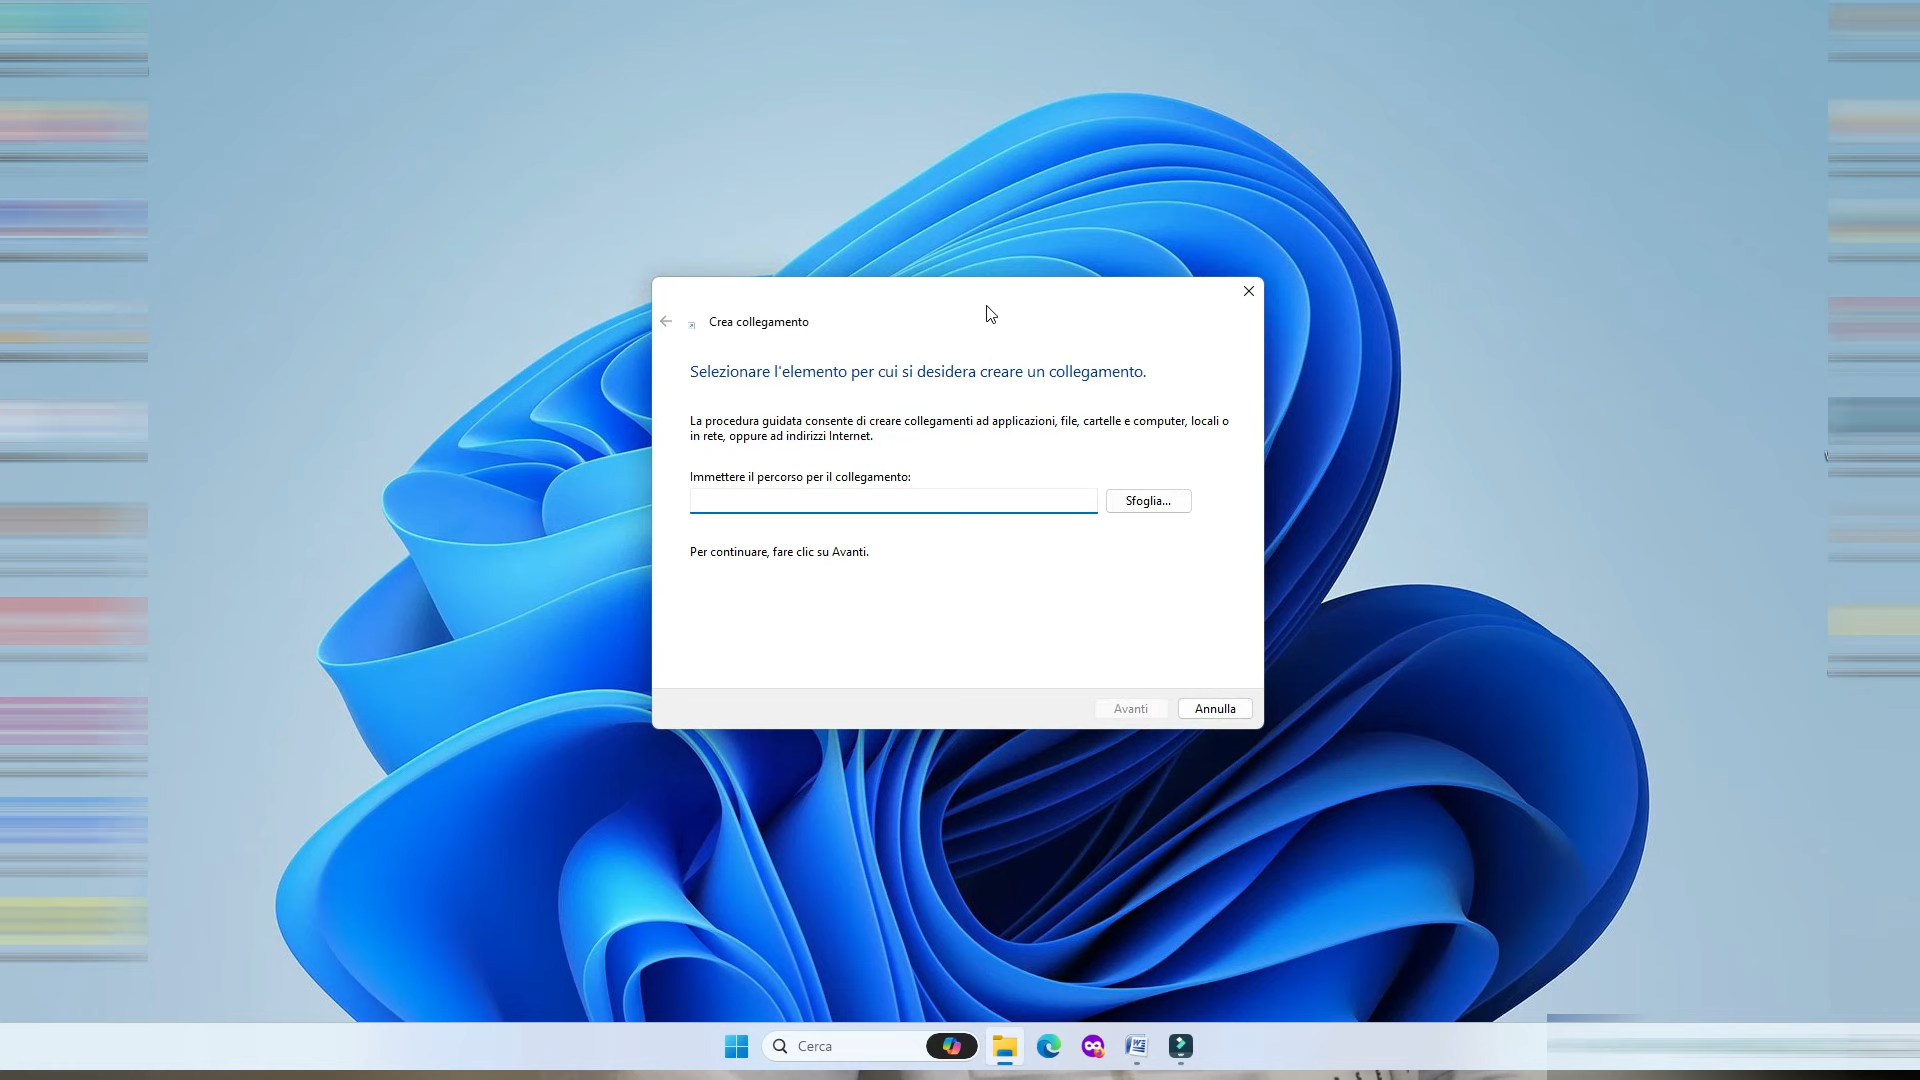 Crea collegamento
Selezionare l'elemento per cui si desidera creare un collegamento.
La procedura guidata consente di creare collegamenti ad applicazioni, file, cartelle e computer, locali o
in rete, oppure ad indirizzi Internet.
Immettere il percorso per il collegamento:
Sfoglia...
Per continuare, fare clic su Avanti.
Avanti
Annulla
Cerca